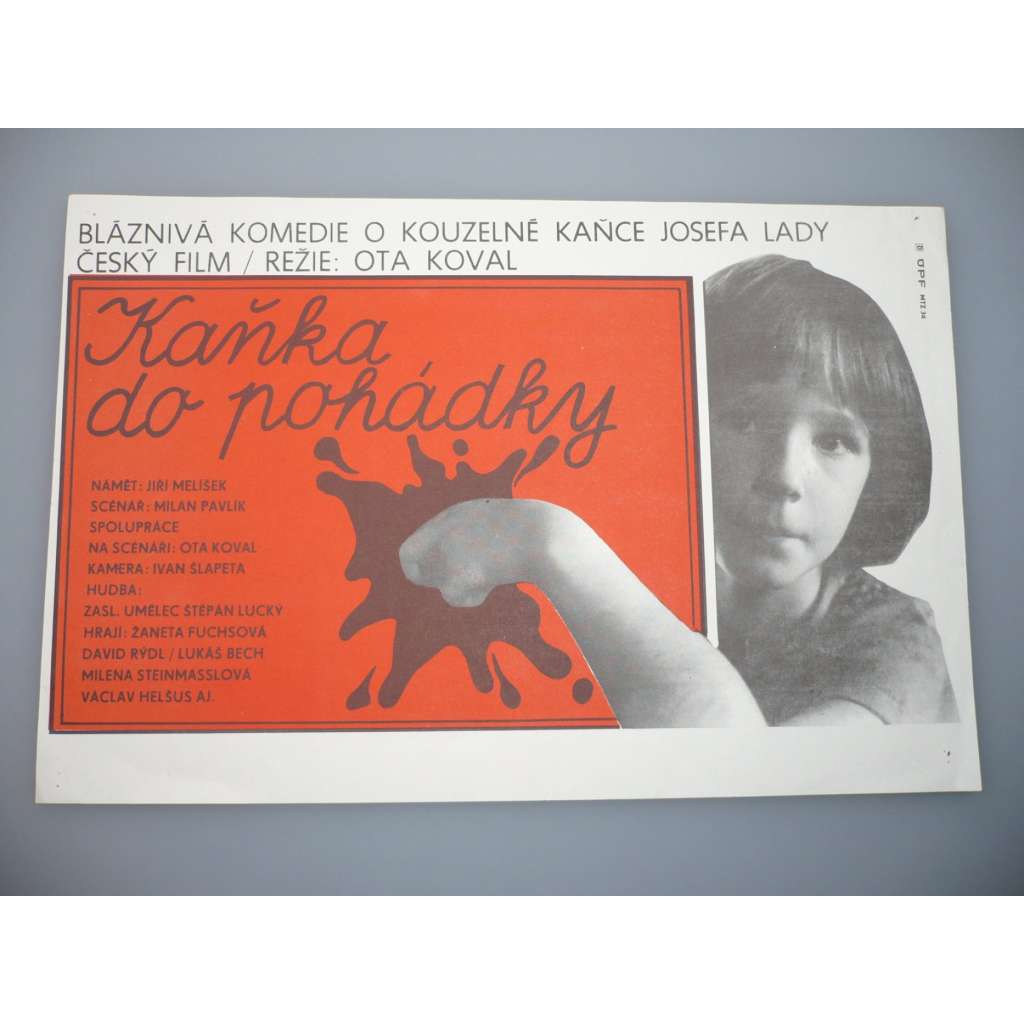 BLÁZNIVÁ KOMEDIE O KOUZELNÉ KAŇCE JOSEFA LADY
ČESKÝ FILM / REŽIE: OTA KOVAL
Kaňka
do pohádky
NÁMĚT: JIŘÍ MELÍŠEK
SCÉNÁŘ: MILAN PAVLÍK
SPOLUPRÁCE
NA SCÉNÁŘI: OTA KOVAL
KAMERA: IVAN ŠLAPETA
HUDBA:
ZASL. UMĚLEC ŠTĚPÁN LUCKÝ
HRAJÍ: ŽANETA FUCHSOVÁ
DAVID RÝDL / LUKÁŠ BECH
MILENA STEINMASSLOVÁ
VÁCLAV HELŠUS AJ.
ÚPF MTZ 36